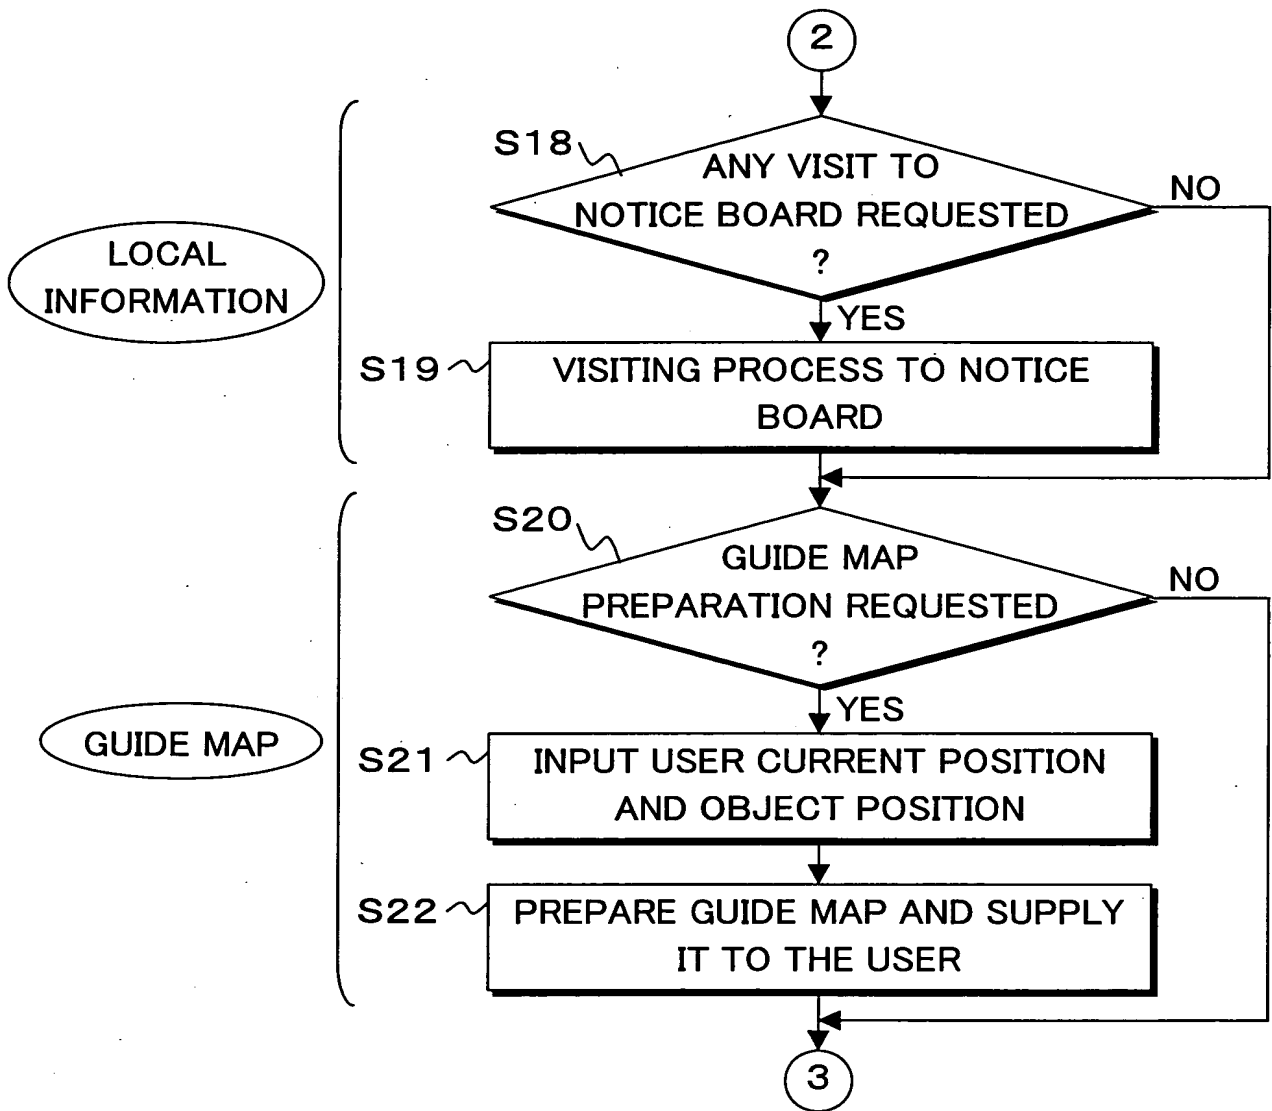 2
S18
ANY VISIT TO
NOTICE BOARD REQUESTED
?
NO
YES
LOCAL
INFORMATION
S19
VISITING PROCESS TO NOTICE
BOARD
S20
GUIDE MAP
PREPARATION REQUESTED
?
NO
YES
GUIDE MAP
S21
INPUT USER CURRENT POSITION
AND OBJECT POSITION
S22
PREPARE GUIDE MAP AND SUPPLY
IT TO THE USER
3